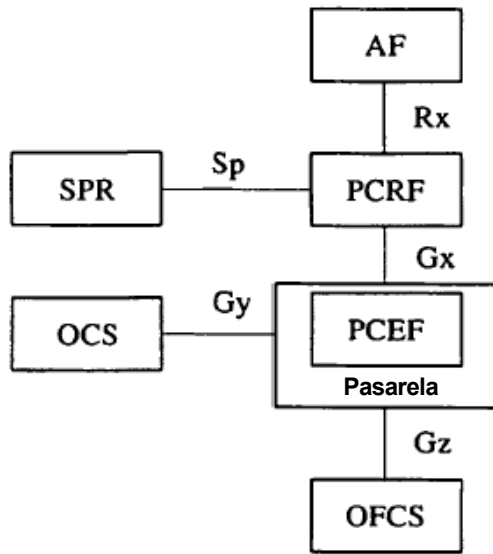 AF
Rx
Sp
SPR
PCRF
Gx
Gy
OCS
PCEF
Pasarela
Gz
OFCS